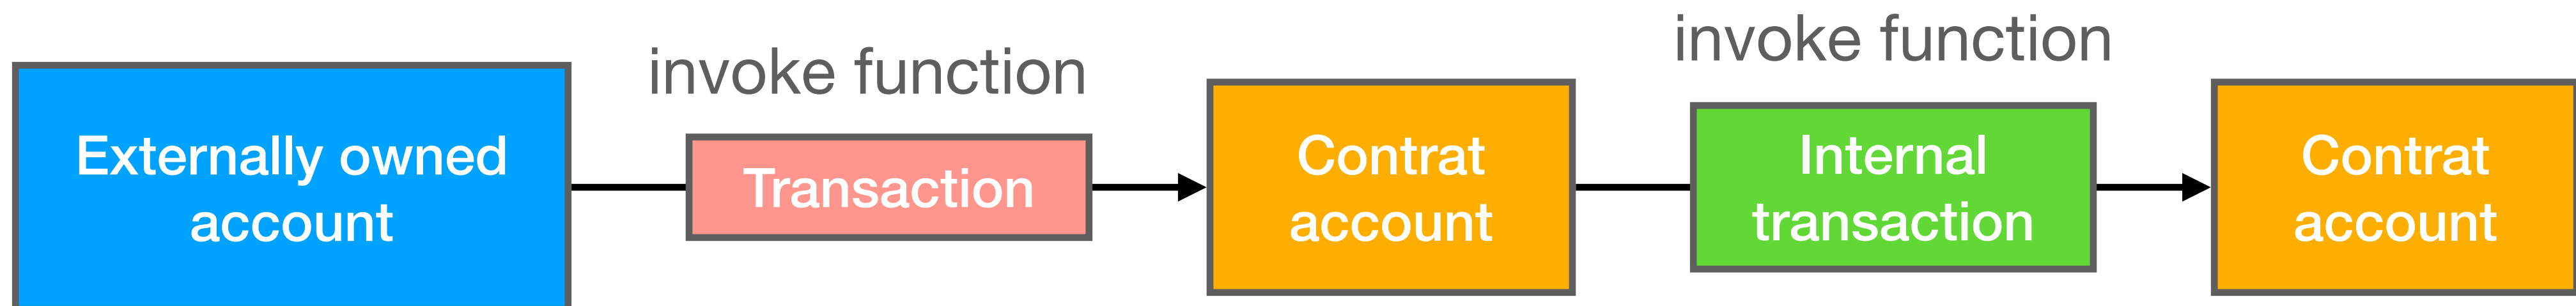 Externally owned
account
invoke function
Transaction
Contrat
account
invoke function
Internal
transaction
Contrat
account